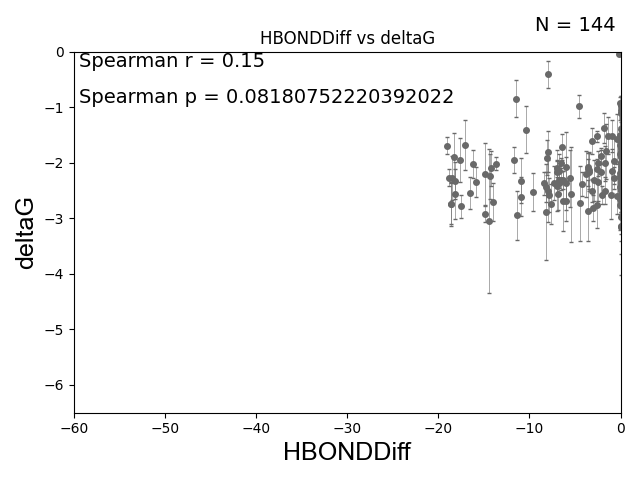 N = 144
HBONDDiff vs deltaG
Spearman r = 0.15
Spearman p = 0.08180752220392022
0
−1
−2
−3
−4
−5
−6
deltaG
−60
−50
−40
−30
−20
−10
0
HBONDDiff